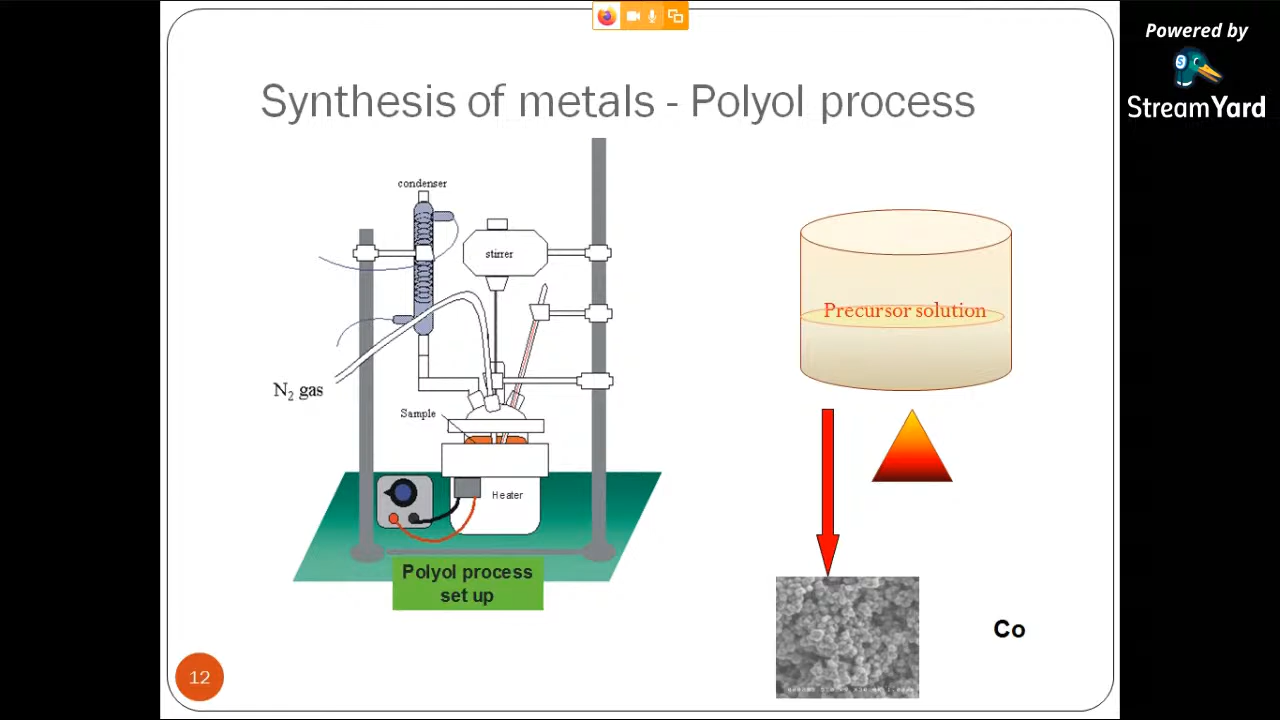 Powered by
StreamYard
Synthesis of metals - Polyol process
condenser
stirrer
N₂ gas
Sample
Heater
Polyol process
set up
Precursor solution
Co
12